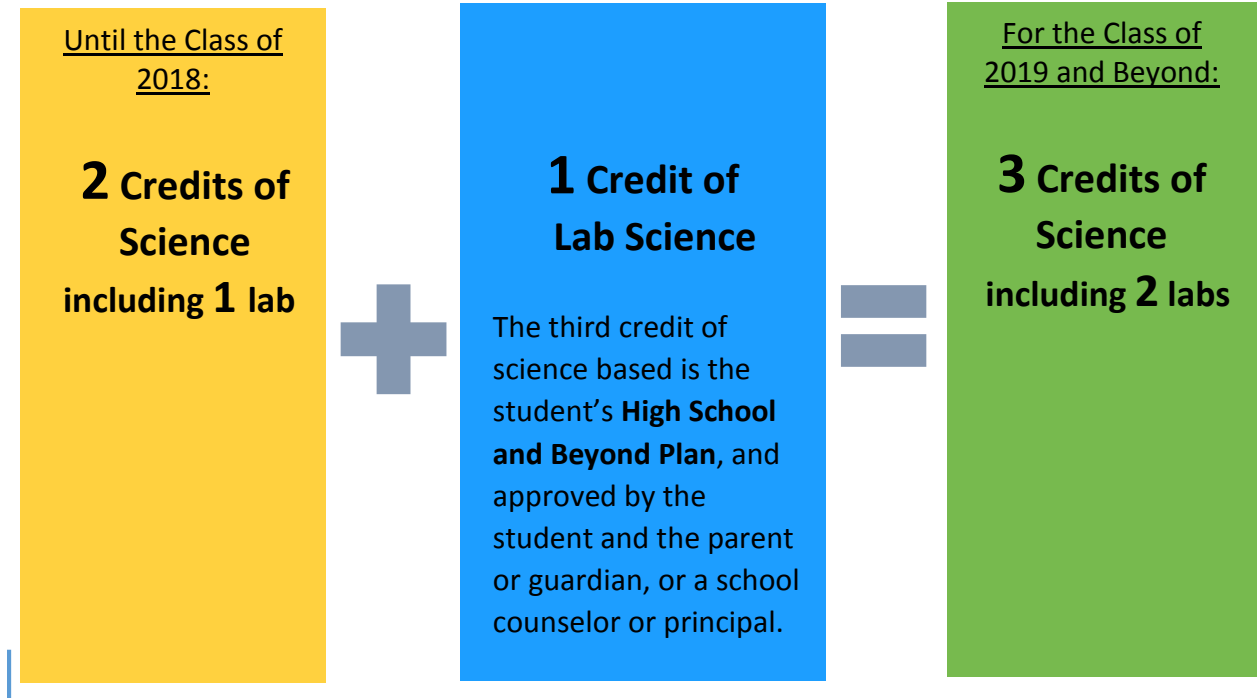 Until the Class of
2018:
2 Credits of
Science
including 1 lab
1 Credit of
Lab Science
The third credit of
science based is the
student’s High School
and Beyond Plan, and
approved by the
student and the parent
or guardian, or a school
counselor or principal.
For the Class of
2019 and Beyond:
3 Credits of
Science
including 2 labs